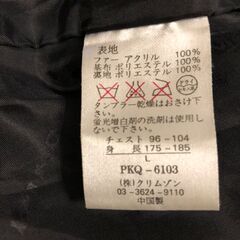 表地
ファー アクリル 100%
基布 ポリエステル 100%
裏地 ポリエステル 100%
タンブラー乾燥はお避け下さい。
蛍光増白剤の洗剤は使用しないで下さい。
チェスト 96-104
身長 175-185
L
PKQ-6103
(株)クリムゾン
03-3624-9110
中国製